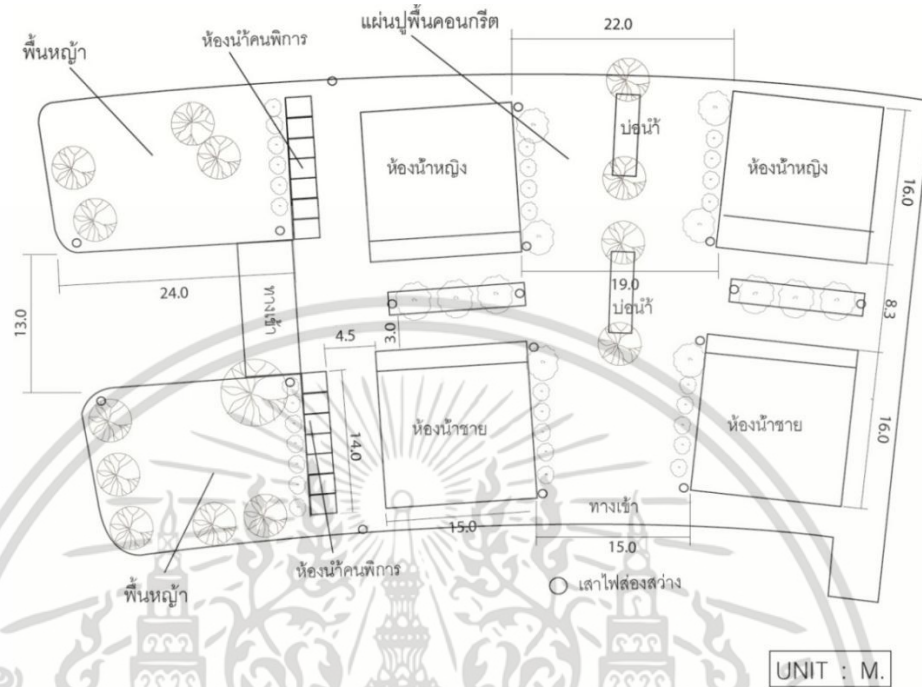 แผ่นปูพื้นคอนกรีต
22.0
พื้นหญ้า
ห้องน้ำคนพิการ
บ่อน้ำ
ห้องน้ำหญิง
ห้องน้ำหญิง
16.0
24.0
ทางเข้า
19.0
บ่อน้ำ
13.0
4.5
3.0
8.3
ห้องน้ำชาย
ห้องน้ำชาย
14.0
16.0
15.0
ทางเข้า
15.0
ห้องน้ำคนพิการ
พื้นหญ้า
เสาไฟส่องสว่าง
UNIT : M.